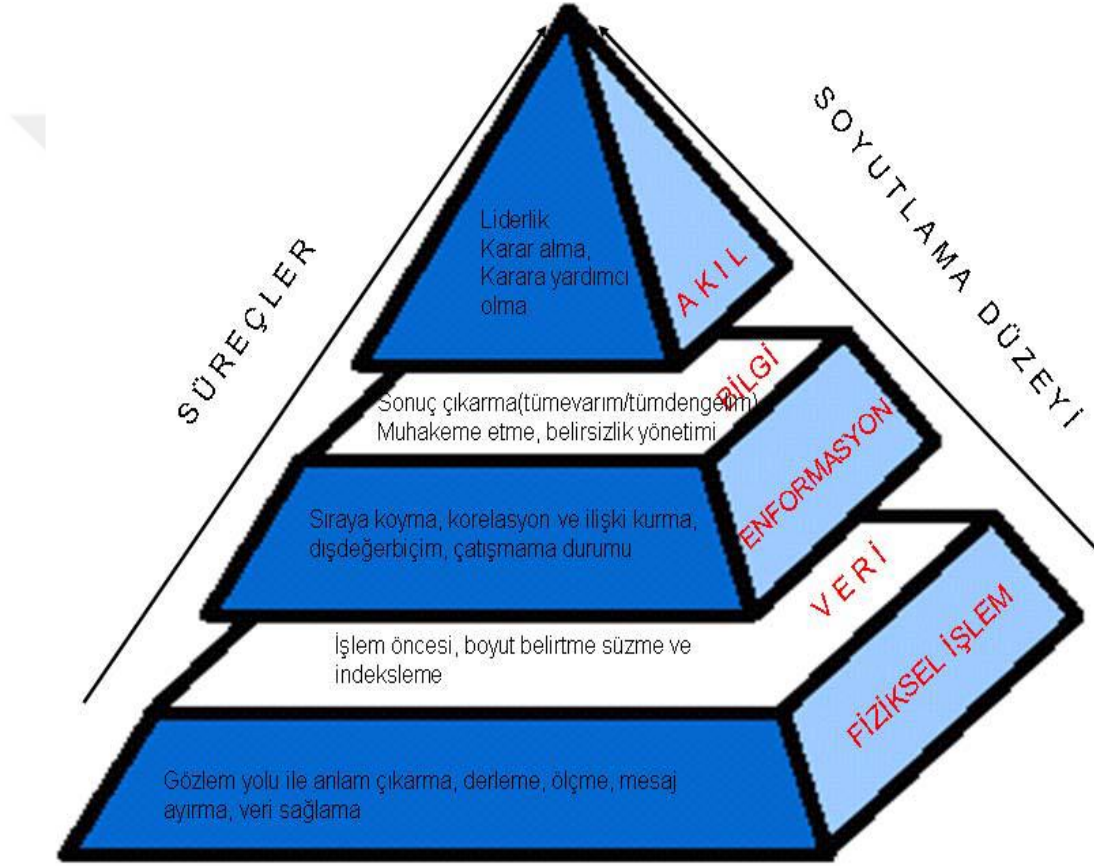 SOYUTLAMA DÜZEYİ
SÜREÇLER
Liderlik
Karar alma,
Karara yardımcı
olma
AKIL
BİLGİ
Sonuç çıkarma(tümevarım/tümdengelim)
Muhakeme etme, belirsizlik yönetimi
ENFORMASYON
Sıraya koyma, korelasyon ve ilişki kurma,
dışdeğerbiçim, çatışmama durumu
VERİ
İşlem öncesi, boyut belirtme süzme ve
indeksleme
FİZİKSEL İŞLEM
Gözlem yolu ile anlam çıkarma, derleme, ölçme, mesaj
ayırma, veri sağlama